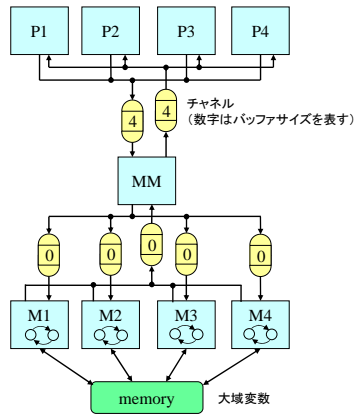 P1 P2 P3 P4
チャネル
(数字はバッファサイズを表す)
4 4
MM
0 0 0 0 0
M1 M2 M3 M4
memory 大域変数